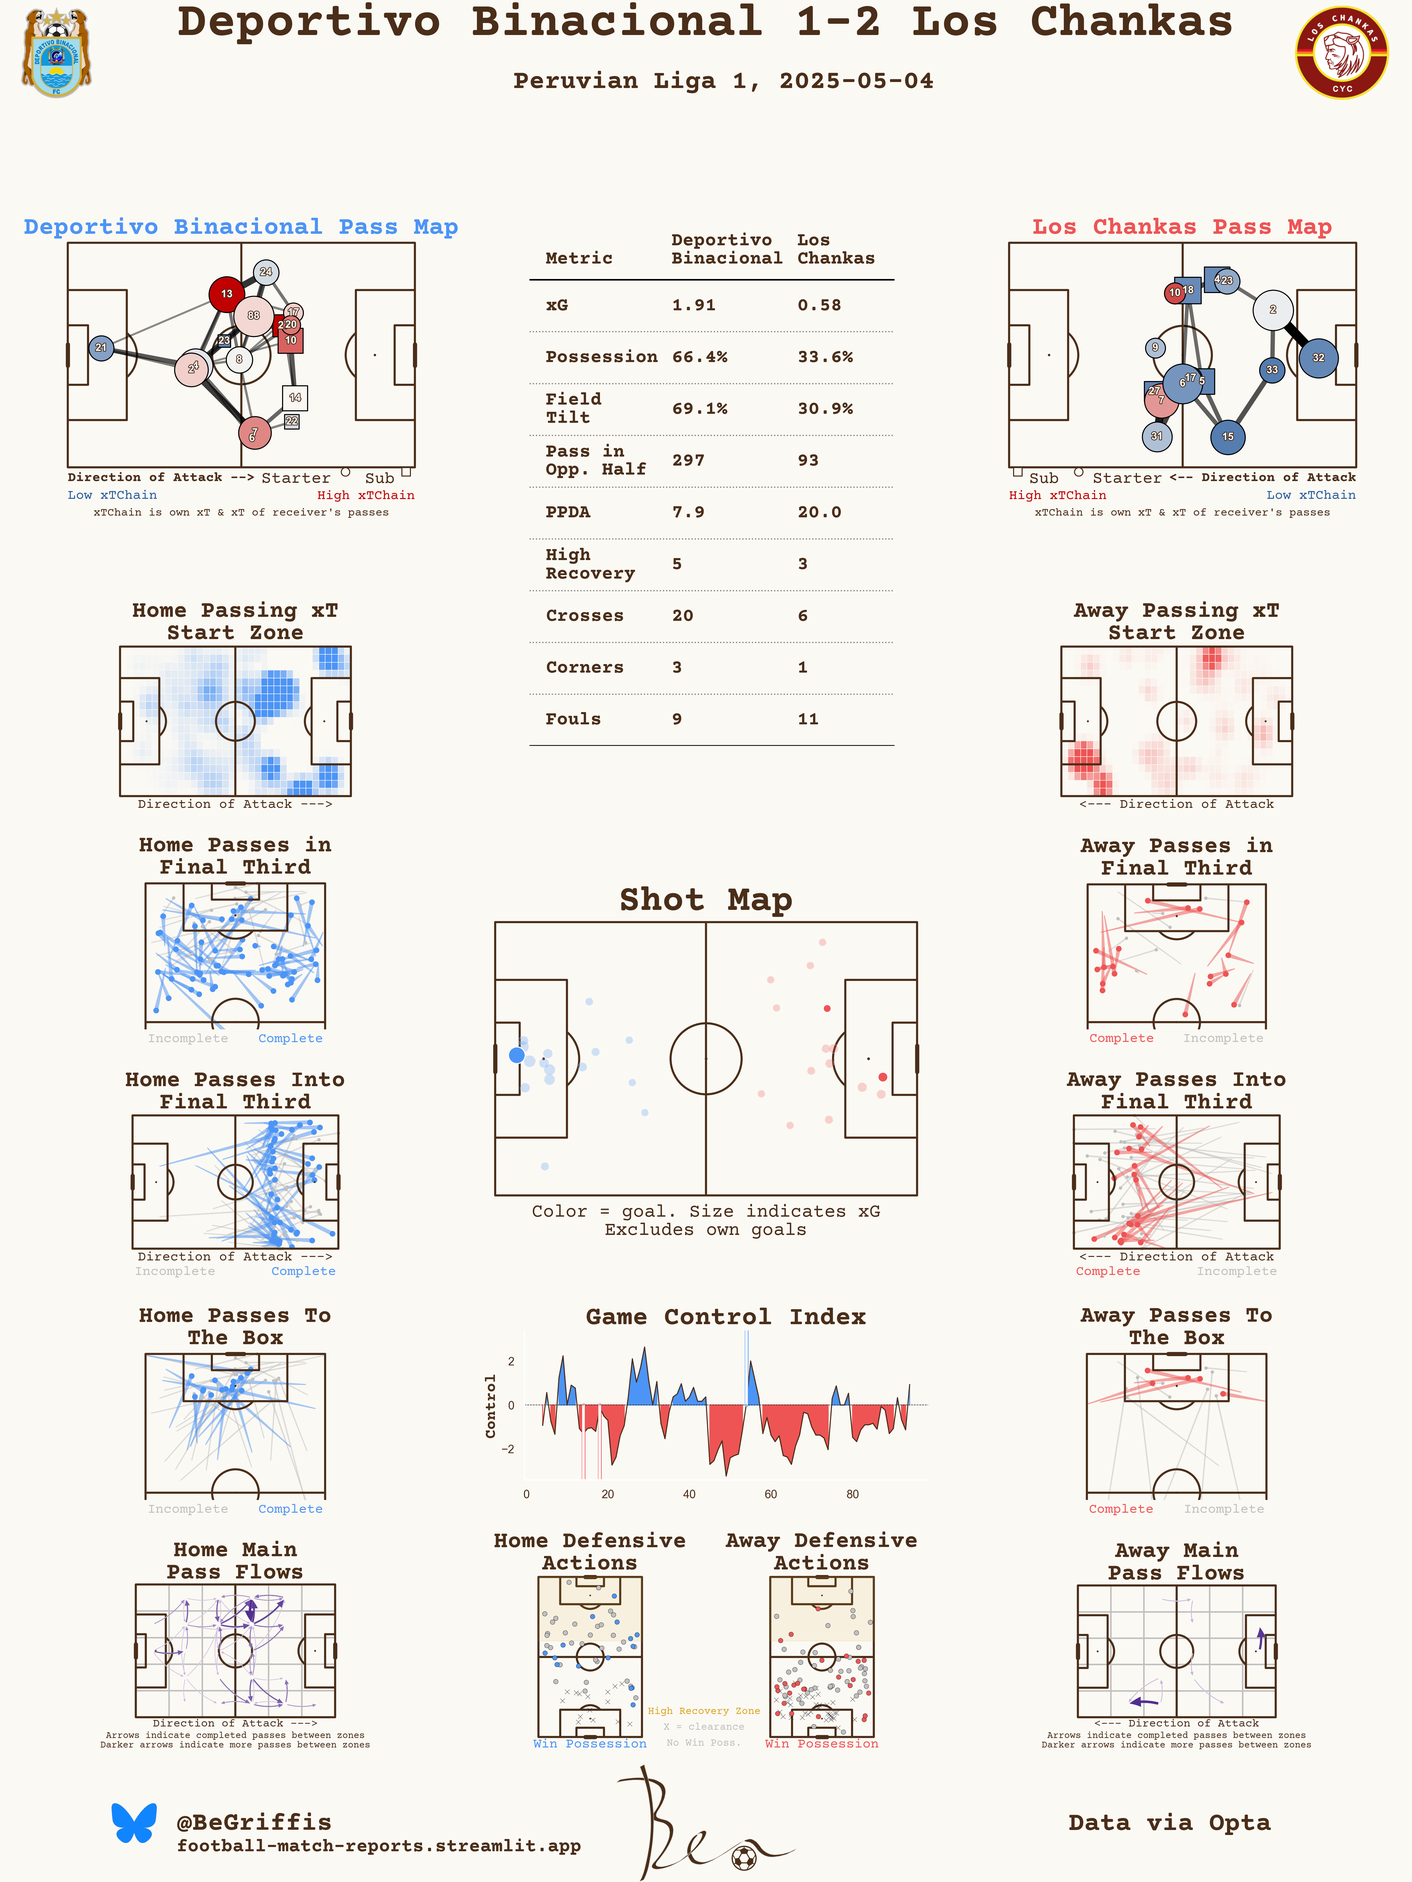 Deportivo Binacional 1-2 Los Chankas
Peruvian Liga 1, 2025-05-04
DEPORTIVO BINACIONAL
FC
LOS CHANKAS
CYC
Deportivo Binacional Pass Map
24
13
88
17
20
10
23
21
8
14
22
7
6
Direction of Attack --> Starter Sub
Low xTChain High xTChain
xTChain is own xT & xT of receiver's passes
Metric Deportivo Binacional Los Chankas
xG 1.91 0.58
Possession 66.4% 33.6%
Field Tilt 69.1% 30.9%
Pass in Opp. Half 297 93
PPDA 7.9 20.0
High Recovery 5 3
Crosses 20 6
Corners 3 1
Fouls 9 11
Los Chankas Pass Map
10
18
4
23
2
9
32
33
17
5
6
27
7
31
15
Sub Starter <-- Direction of Attack
High xTChain Low xTChain
xTChain is own xT & xT of receiver's passes
Home Passing xT
Start Zone
Direction of Attack --->
Away Passing xT
Start Zone
<--- Direction of Attack
Home Passes in
Final Third
Incomplete Complete
Away Passes in
Final Third
Complete Incomplete
Shot Map
Color = goal. Size indicates xG
Excludes own goals
Home Passes Into
Final Third
Direction of Attack --->
Incomplete Complete
Away Passes Into
Final Third
<--- Direction of Attack
Complete Incomplete
Home Passes To
The Box
Incomplete Complete
Game Control Index
Control
2
0
−2
0 20 40 60 80
Away Passes To
The Box
Complete Incomplete
Home Main
Pass Flows
Direction of Attack --->
Arrows indicate completed passes between zones
Darker arrows indicate more passes between zones
Home Defensive
Actions
Win Possession
Away Defensive
Actions
Win Possession
High Recovery Zone
X = clearance
No Win Poss.
Away Main
Pass Flows
<--- Direction of Attack
Arrows indicate completed passes between zones
Darker arrows indicate more passes between zones
@BeGriffis
football-match-reports.streamlit.app
Ben
Data via Opta